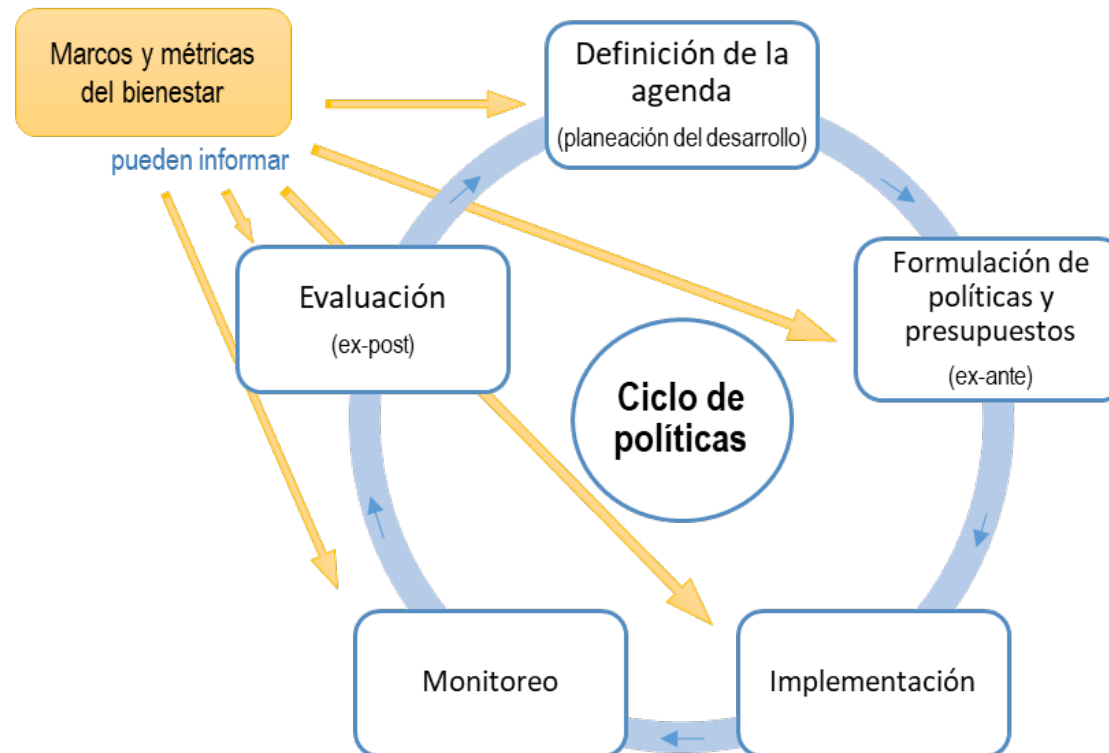 Marcos y métricas
del bienestar
pueden informar
Definición de la
agenda
(planeación del desarrollo)
Formulación de
políticas y
presupuestos
(ex-ante)
Evaluación
(ex-post)
Ciclo de
políticas
Monitoreo
Implementación